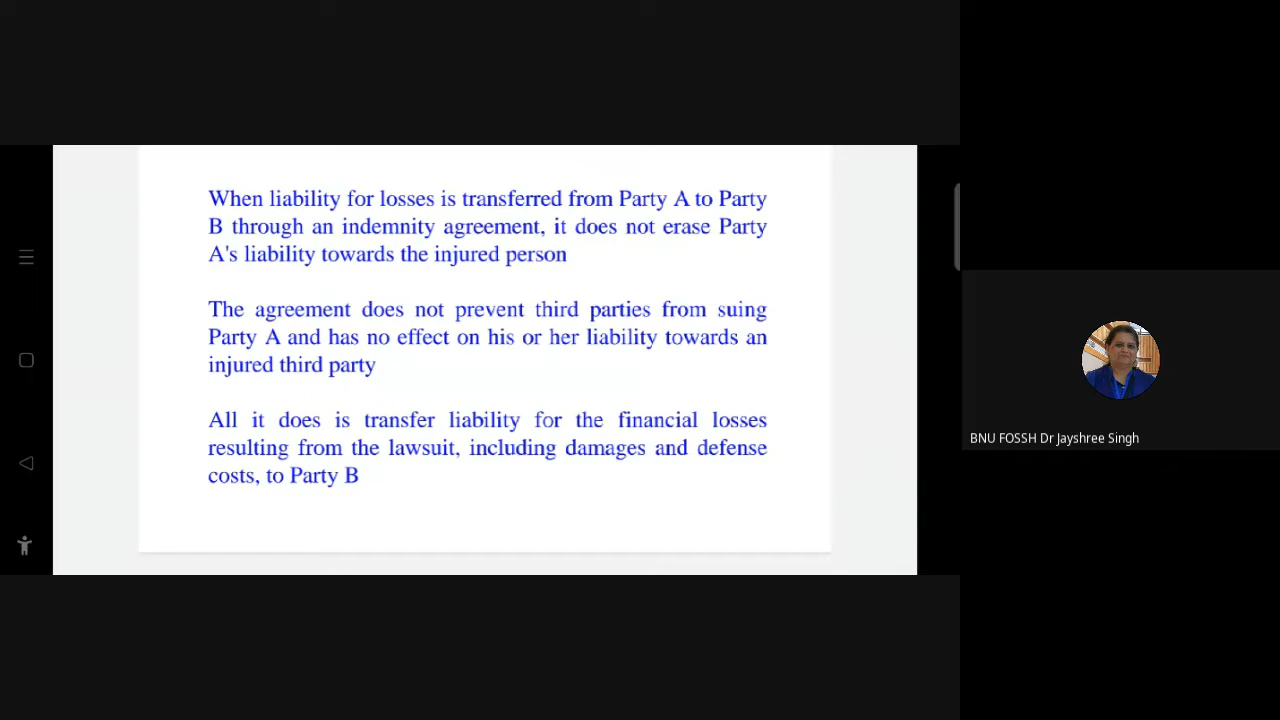 When liability for losses is transferred from Party A to Party
B through an indemnity agreement, it does not erase Party
A's liability towards the injured person
The agreement does not prevent third parties from suing
Party A and has no effect on his or her liability towards an
injured third party
All it does is transfer liability for the financial losses
resulting from the lawsuit, including damages and defense
costs, to Party B
BNU FOSSH Dr Jayshree Singh